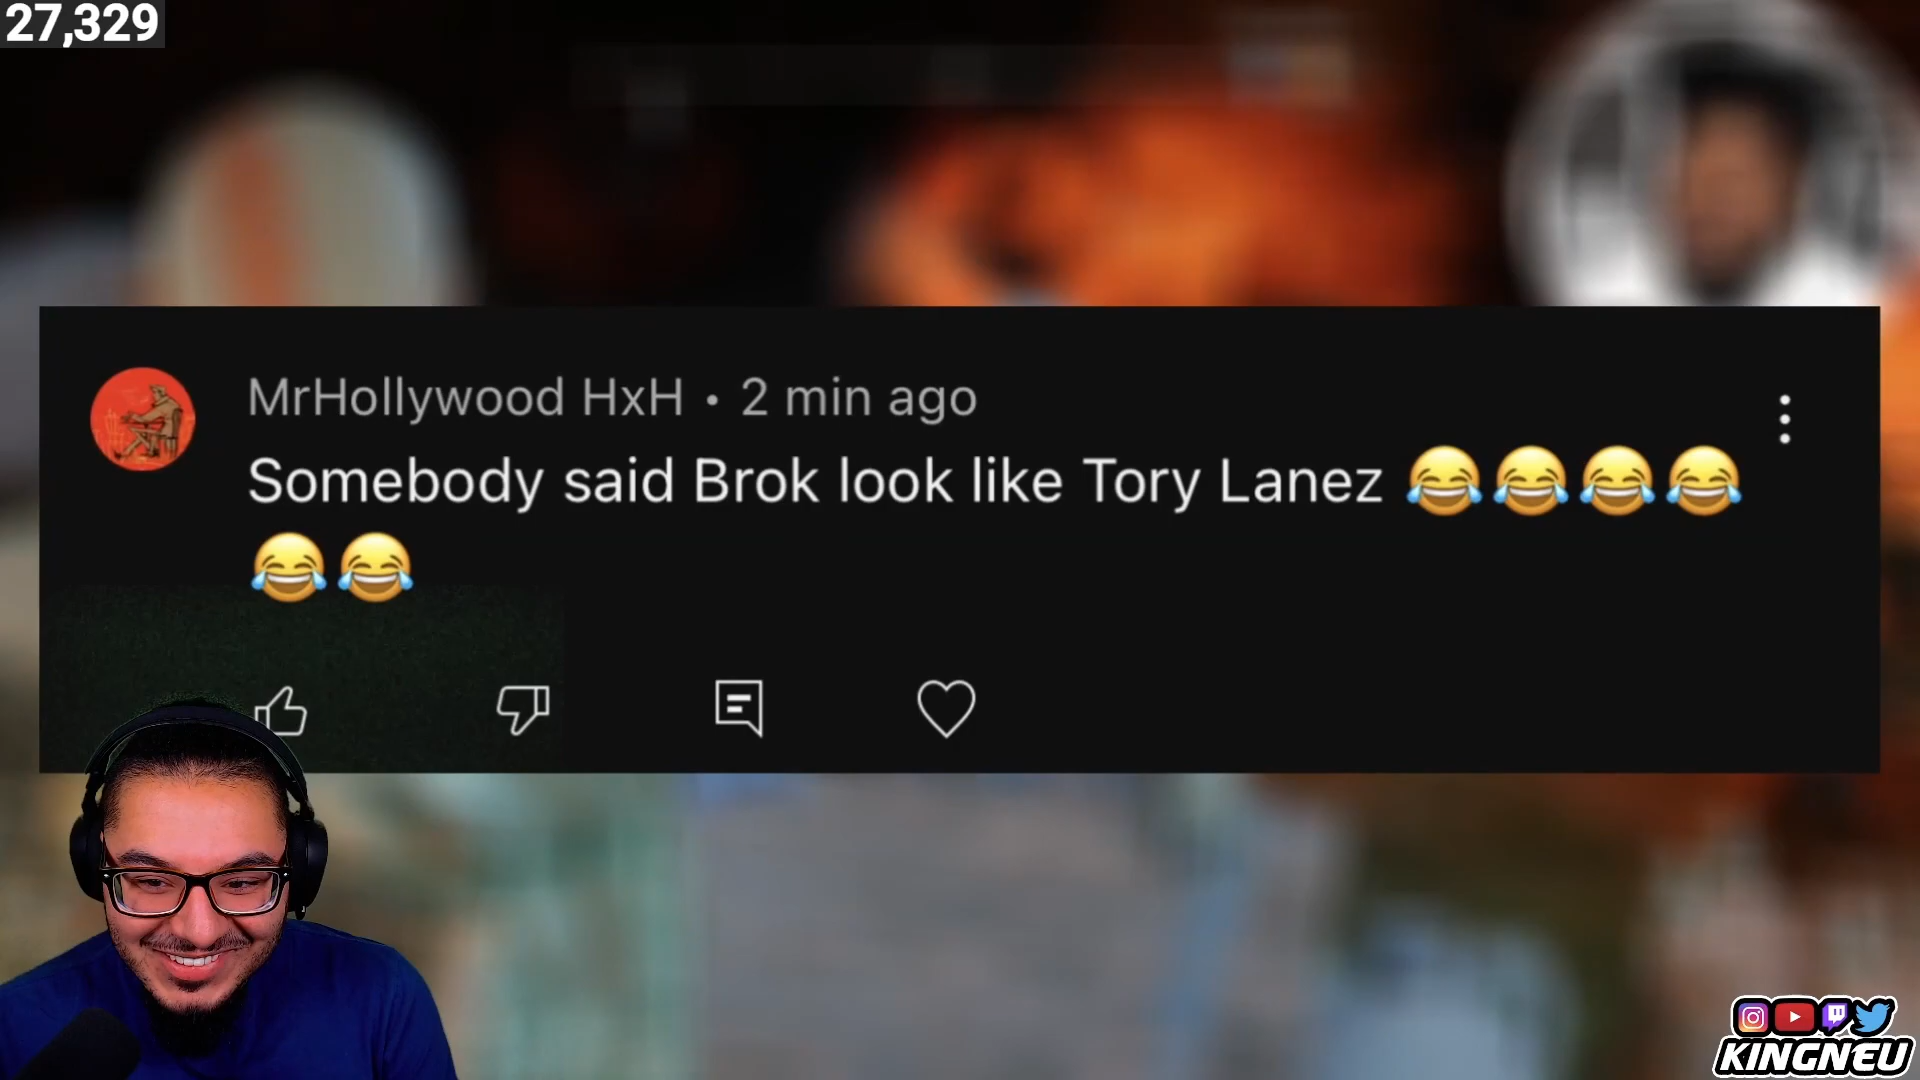 27,329
MrHollywood HxH • 2 min ago
Somebody said Brok look like Tory Lanez 😂😂😂😂
😂😂
KINGNEU